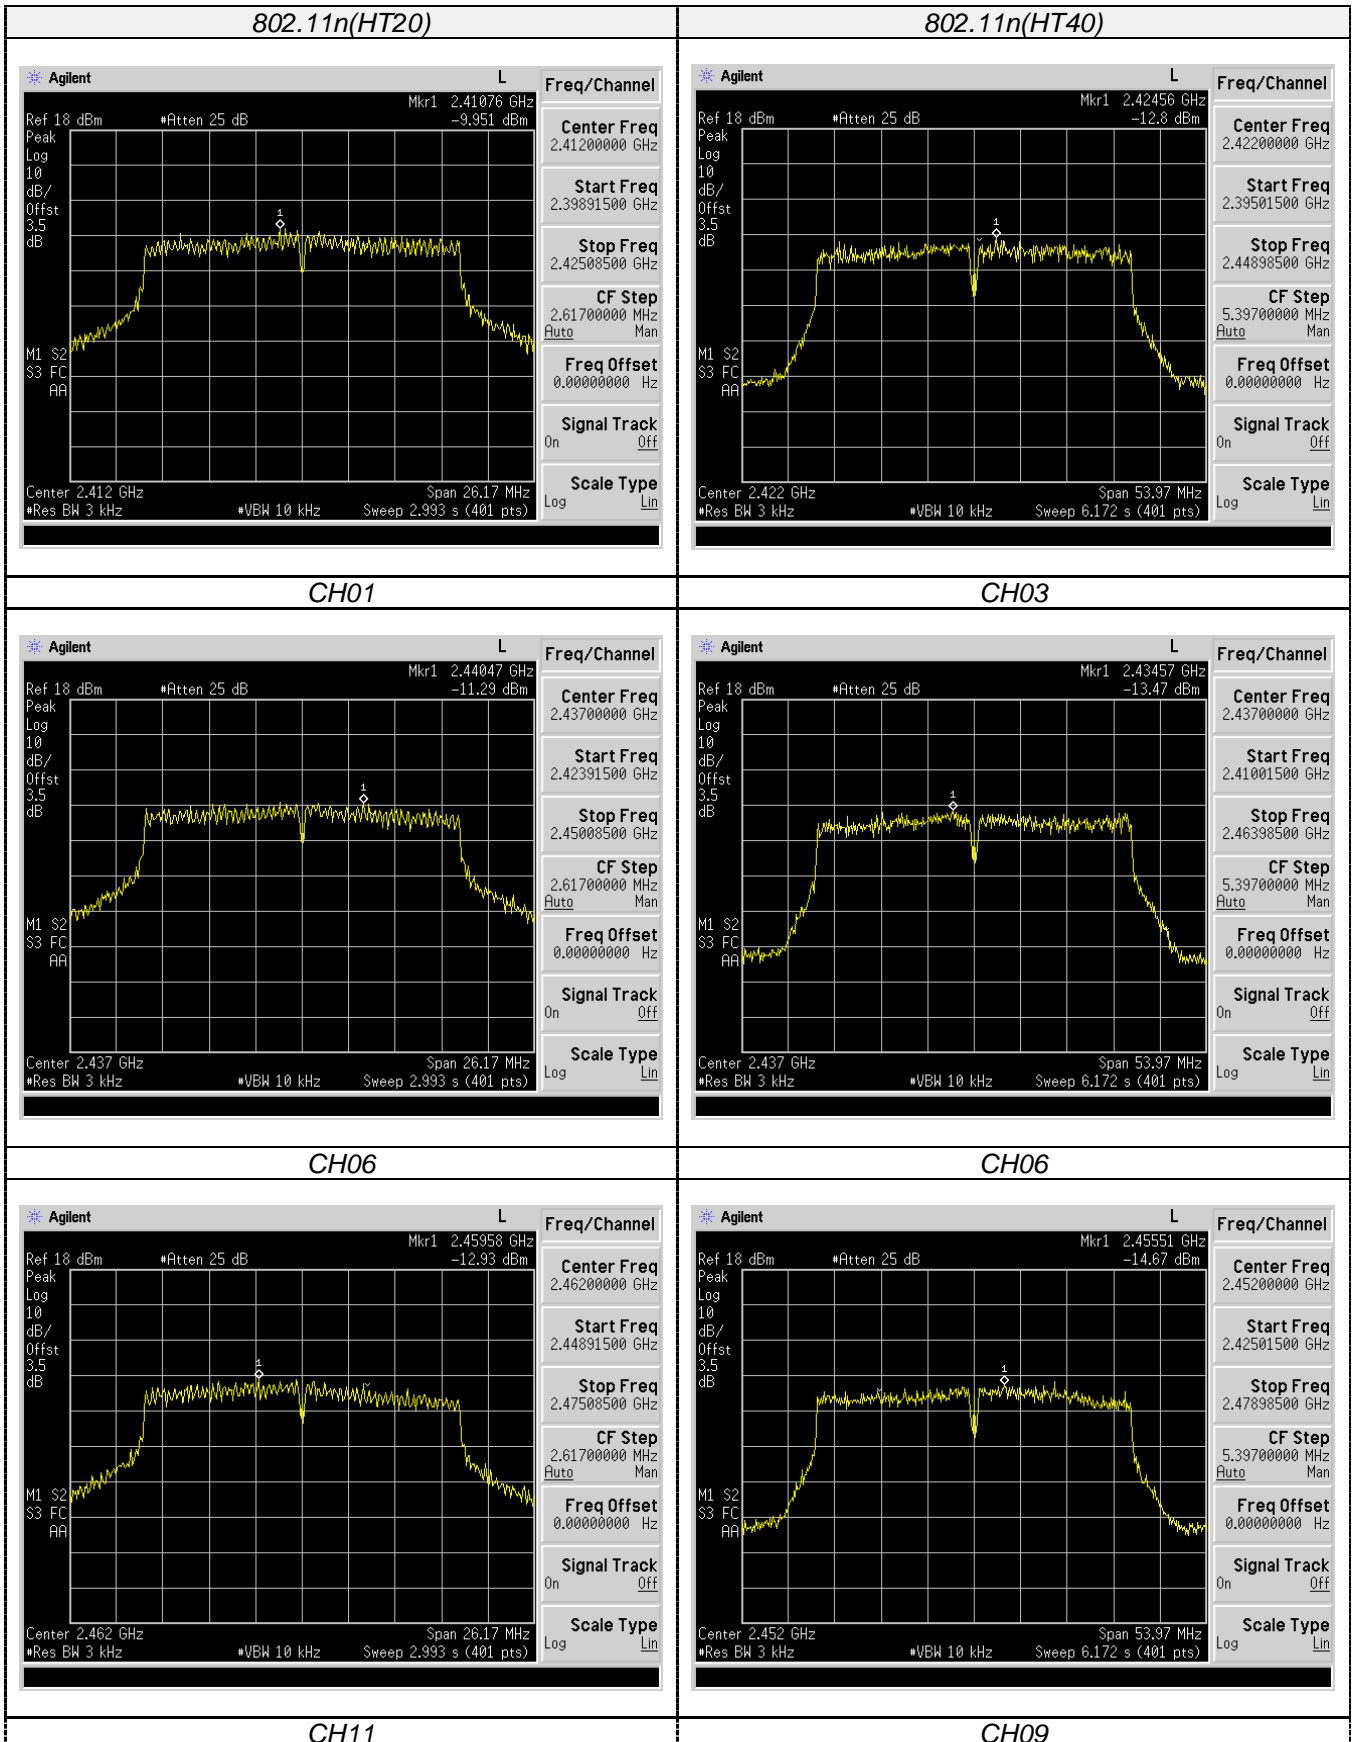 802.11n(HT20)
802.11n(HT40)
Agilent
L
Freq/Channel
Mkr1 2.41076 GHz
Ref 18 dBm
#Atten 25 dB
-9.951 dBm
Peak
Log
10
dB/
Offst
3.5
dB
1
M1 S2
S3 FC
AA
Center 2.412 GHz
Span 26.17 MHz
#Res BW 3 kHz
#VBW 10 kHz
Sweep 2.993 s (401 pts)
Center Freq
2.41200000 GHz
Start Freq
2.39891500 GHz
Stop Freq
2.42508500 GHz
CF Step
2.61700000 MHz
Auto Man
Freq Offset
0.00000000 Hz
Signal Track
On Off
Scale Type
Log Lin
Agilent
L
Freq/Channel
Mkr1 2.42456 GHz
Ref 18 dBm
#Atten 25 dB
-12.8 dBm
Peak
Log
10
dB/
Offst
3.5
dB
1
M1 S2
S3 FC
AA
Center 2.422 GHz
Span 53.97 MHz
#Res BW 3 kHz
#VBW 10 kHz
Sweep 6.172 s (401 pts)
Center Freq
2.42200000 GHz
Start Freq
2.39501500 GHz
Stop Freq
2.44898500 GHz
CF Step
5.39700000 MHz
Auto Man
Freq Offset
0.00000000 Hz
Signal Track
On Off
Scale Type
Log Lin
CH01
CH03
Agilent
L
Freq/Channel
Mkr1 2.44047 GHz
Ref 18 dBm
#Atten 25 dB
-11.29 dBm
Peak
Log
10
dB/
Offst
3.5
dB
1
M1 S2
S3 FC
AA
Center 2.437 GHz
Span 26.17 MHz
#Res BW 3 kHz
#VBW 10 kHz
Sweep 2.993 s (401 pts)
Center Freq
2.43700000 GHz
Start Freq
2.42391500 GHz
Stop Freq
2.45008500 GHz
CF Step
2.61700000 MHz
Auto Man
Freq Offset
0.00000000 Hz
Signal Track
On Off
Scale Type
Log Lin
Agilent
L
Freq/Channel
Mkr1 2.43457 GHz
Ref 18 dBm
#Atten 25 dB
-13.47 dBm
Peak
Log
10
dB/
Offst
3.5
dB
1
M1 S2
S3 FC
AA
Center 2.437 GHz
Span 53.97 MHz
#Res BW 3 kHz
#VBW 10 kHz
Sweep 6.172 s (401 pts)
Center Freq
2.43700000 GHz
Start Freq
2.41001500 GHz
Stop Freq
2.46398500 GHz
CF Step
5.39700000 MHz
Auto Man
Freq Offset
0.00000000 Hz
Signal Track
On Off
Scale Type
Log Lin
CH06
CH06
Agilent
L
Freq/Channel
Mkr1 2.45958 GHz
Ref 18 dBm
#Atten 25 dB
-12.93 dBm
Peak
Log
10
dB/
Offst
3.5
dB
1
M1 S2
S3 FC
AA
Center 2.462 GHz
Span 26.17 MHz
#Res BW 3 kHz
#VBW 10 kHz
Sweep 2.993 s (401 pts)
Center Freq
2.46200000 GHz
Start Freq
2.44891500 GHz
Stop Freq
2.47508500 GHz
CF Step
2.61700000 MHz
Auto Man
Freq Offset
0.00000000 Hz
Signal Track
On Off
Scale Type
Log Lin
Agilent
L
Freq/Channel
Mkr1 2.45551 GHz
Ref 18 dBm
#Atten 25 dB
-14.67 dBm
Peak
Log
10
dB/
Offst
3.5
dB
1
M1 S2
S3 FC
AA
Center 2.452 GHz
Span 53.97 MHz
#Res BW 3 kHz
#VBW 10 kHz
Sweep 6.172 s (401 pts)
Center Freq
2.45200000 GHz
Start Freq
2.42501500 GHz
Stop Freq
2.47898500 GHz
CF Step
5.39700000 MHz
Auto Man
Freq Offset
0.00000000 Hz
Signal Track
On Off
Scale Type
Log Lin
CH11
CH09